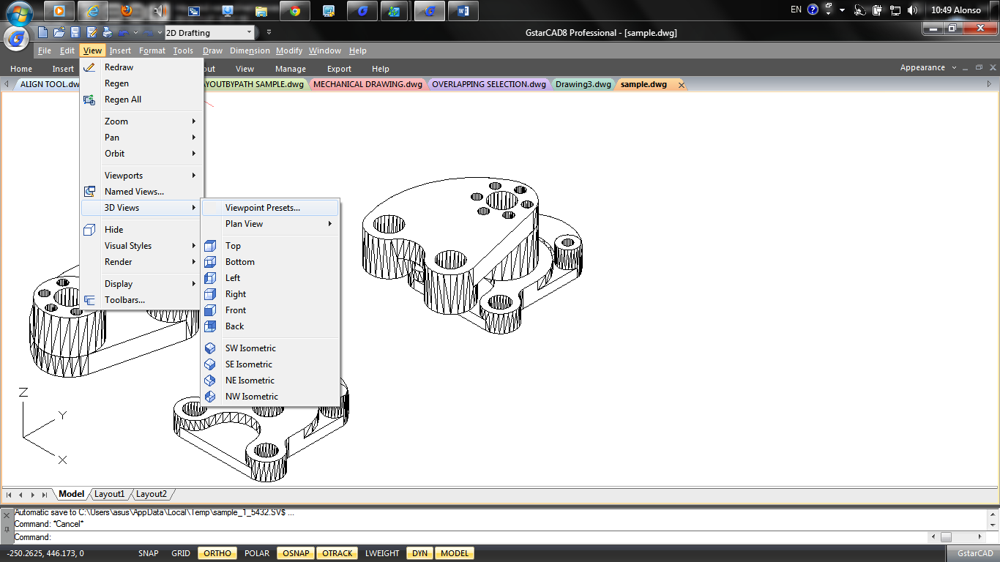 EN
10:49 Alonso
2D Drafting
GstarCAD8 Professional - [sample.dwg]
File Edit View Insert Format Tools Draw Dimension Modify Window Help
Home Insert out View Manage Export Help
Appearance
ALIGN TOOL.dw
AYOUTBYPATH SAMPLE.dwg
MECHANICAL DRAWING.dwg
OVERLAPPING SELECTION.dwg
Drawing3.dwg
sample.dwg
Redraw
Regen
Regen All
Zoom
Pan
Orbit
Viewports
Named Views...
3D Views
Hide
Visual Styles
Render
Display
Toolbars...
Viewpoint Presets...
Plan View
Top
Bottom
Left
Right
Front
Back
SW Isometric
SE Isometric
NE Isometric
NW Isometric
Z
Y
X
Model Layout1 Layout2
Automatic save to C:\Users\asus\AppData\Local\Temp\sample_1_5432.SV$ ...
Command: *Cancel*
Command:
-250.2625, 446.173, 0 SNAP GRID ORTHO POLAR OSNAP OTRACK LWEIGHT DYN MODEL GstarCAD